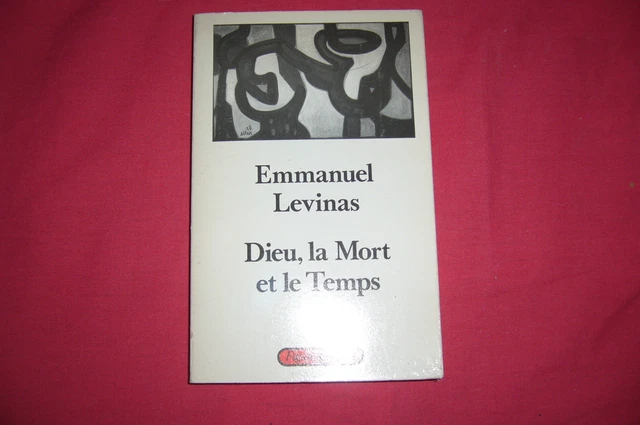 Emmanuel
Levinas
Dieu, la Mort
et le Temps